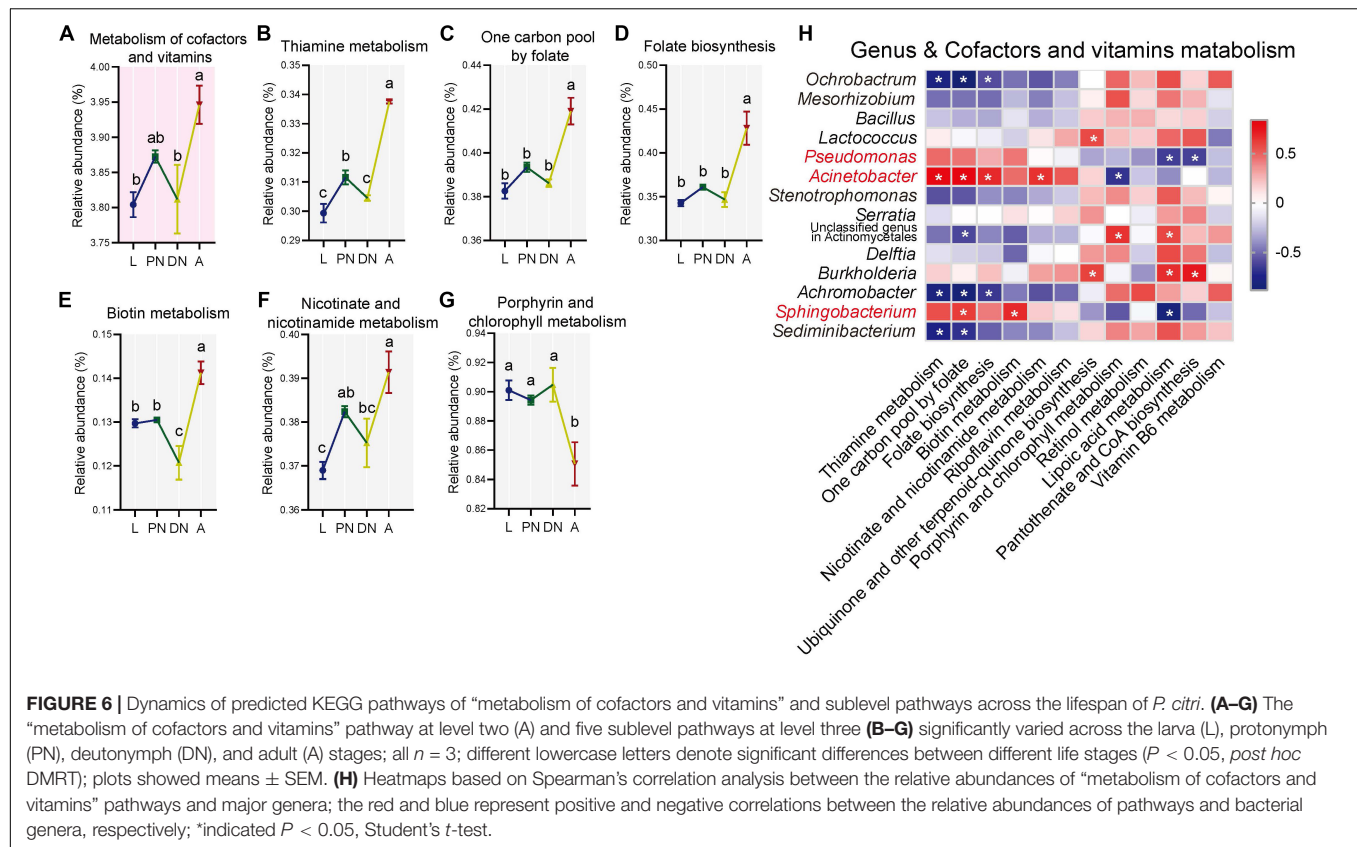 A
Metabolism of cofactors
and vitamins
Relative abundance (%)
4.00
3.95
3.90
3.85
3.80
3.75
b
ab
b
a
L PN DN A
B
Thiamine metabolism
Relative abundance (%)
0.35
0.34
0.33
0.32
0.31
0.30
0.29
c
b
c
a
L PN DN A
C
One carbon pool
by folate
Relative abundance (%)
0.44
0.42
0.40
0.38
0.36
b
b
b
a
L PN DN A
D
Folate biosynthesis
Relative abundance (%)
0.50
0.45
0.40
0.35
0.30
b
b
b
a
L PN DN A
E
Biotin metabolism
Relative abundance (%)
0.15
0.14
0.13
0.12
0.11
b
b
c
a
L PN DN A
F
Nicotinate and
nicotinamide metabolism
Relative abundance (%)
0.40
0.39
0.38
0.37
0.36
c
ab
bc
a
L PN DN A
G
Porphyrin and
chlorophyll metabolism
Relative abundance (%)
0.94
0.92
0.90
0.88
0.86
0.84
0.82
a
a
a
b
L PN DN A
H
Genus & Cofactors and vitamins matabolism
Ochrobactrum * * *
Mesorhizobium
Bacillus
Lactococcus *
Pseudomonas * *
Acinetobacter * * * * *
Stenotrophomonas
Serratia
Unclassified genus
in Actinomycetales * * *
Delftia
Burkholderia * * *
Achromobacter * * *
Sphingobacterium * * *
Sediminibacterium * *
0.5
0
-0.5
Thiamine metabolism
One carbon pool by folate
Folate biosynthesis
Biotin metabolism
Nicotinate and nicotinamide metabolism
Riboflavin metabolism
Ubiquinone and other terpenoid-quinone biosynthesis
Porphyrin and chlorophyll metabolism
Retinol metabolism
Lipoic acid metabolism
Pantothenate and CoA biosynthesis
Vitamin B6 metabolism
FIGURE 6 | Dynamics of predicted KEGG pathways of “metabolism of cofactors and vitamins” and sublevel pathways across the lifespan of P. citri. (A–G) The
“metabolism of cofactors and vitamins” pathway at level two (A) and five sublevel pathways at level three (B–G) significantly varied across the larva (L), protonymph
(PN), deutonymph (DN), and adult (A) stages; all n = 3; different lowercase letters denote significant differences between different life stages (P < 0.05, post hoc
DMRT); plots showed means ± SEM. (H) Heatmaps based on Spearman’s correlation analysis between the relative abundances of “metabolism of cofactors and
vitamins” pathways and major genera; the red and blue represent positive and negative correlations between the relative abundances of pathways and bacterial
genera, respectively; *indicated P < 0.05, Student’s t-test.